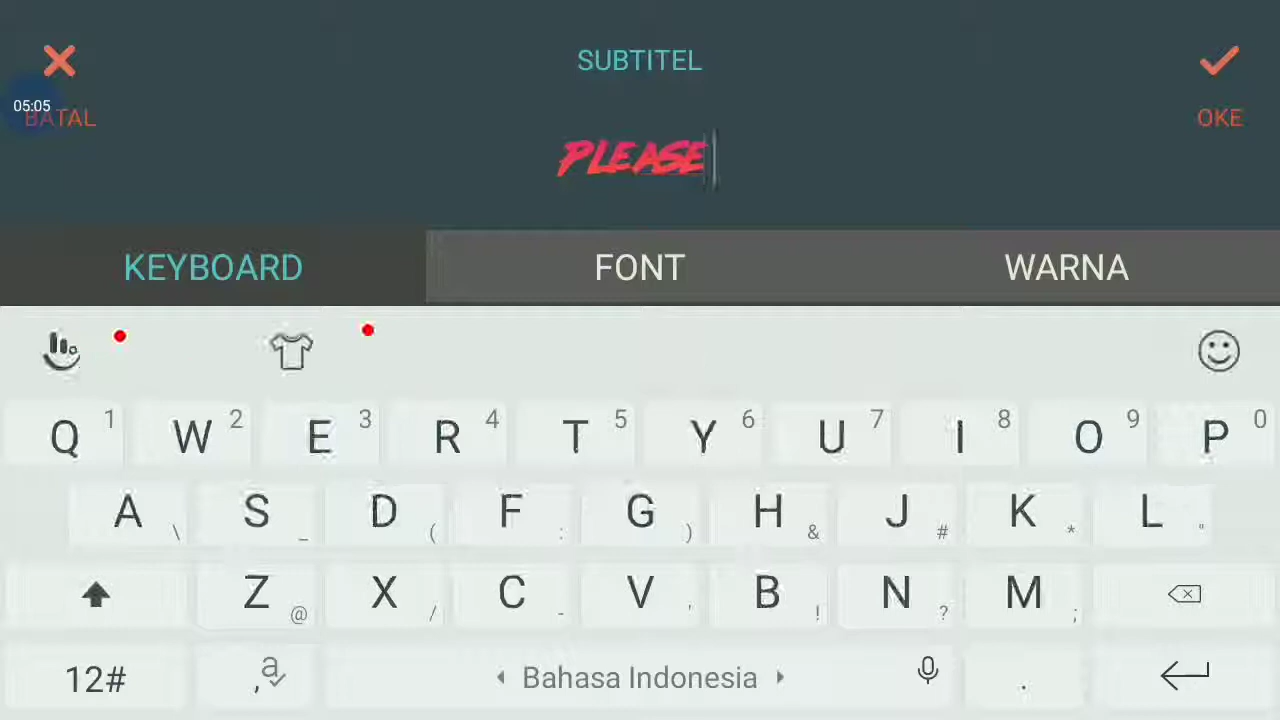 SUBTITEL
05:05
BATAL
OKE
PLEASE
KEYBOARD FONT WARNA
Q 1 W 2 E 3 R 4 T 5 Y 6 U 7 I 8 O 9 P 0
A \ S _ D ( F : G ) H & J # K * L "
Z @ X / C - V ' B ! N ? M ;
12# , a Bahasa Indonesia .